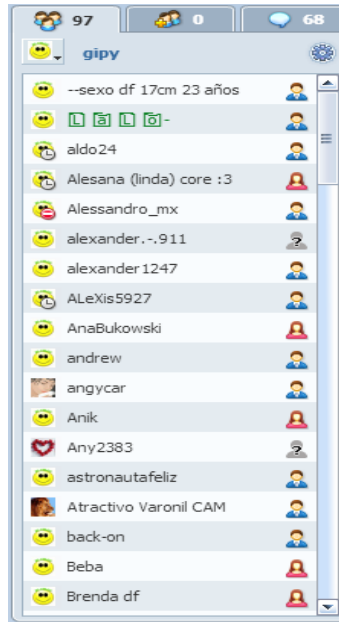 97 0 68
gipy
--sexo df 17cm 23 años
🄻 🄰 🄻 🄾-
aldo24
Alesana (linda) core :3
Alessandro_mx
alexander.-.911
alexander1247
ALeXis5927
AnaBukowski
andrew
angycar
Anik
Any2383
astronautafeliz
Atractivo Varonil CAM
back-on
Beba
Brenda df